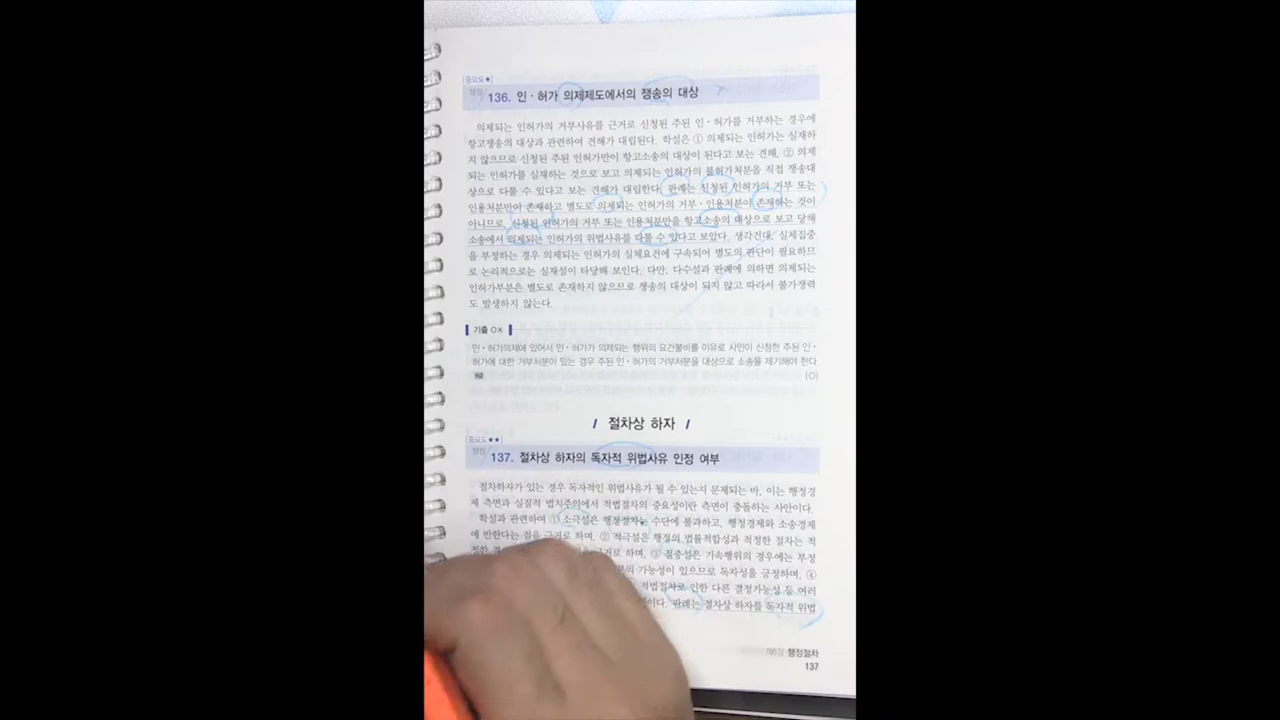 [중요도★]
쟁점 136. 인·허가 의제제도에서의 쟁송의 대상
의제되는 인허가의 거부사유를 근거로 신청된 주된 인·허가를 거부하는 경우에
항고쟁송의 대상과 관련하여 견해가 대립된다. 학설은 ① 의제되는 인허가는 실재하
지 않으므로 신청된 주된 인허가만이 항고소송의 대상이 된다고 보는 견해, ② 의제
되는 인허가를 실재하는 것으로 보고 의제되는 인허가의 불허가처분을 직접 쟁송대
상으로 다툴 수 있다고 보는 견해가 대립한다. 판례는 신청된 인허가의 거부 또는
인용처분만이 존재하고 별도로 의제되는 인허가의 거부·인용처분이 존재하는 것이
아니므로, 신청된 인허가의 거부 또는 인용처분만을 항고소송의 대상으로 보고 당해
소송에서 의제되는 인허가의 위법사유를 다툴 수 있다고 보았다. 생각건대, 실체집중
을 부정하는 경우 의제되는 인허가의 실체요건에 구속되어 별도의 판단이 필요하므
로 논리적으로는 실재설이 타당해 보인다. 다만, 다수설과 판례에 의하면 의제되는
인허가부분은 별도로 존재하지 않으므로 쟁송의 대상이 되지 않고 따라서 불가쟁력
도 발생하지 않는다.
기출 O×
인·허가의제에 있어서 인·허가가 의제되는 행위의 요건불비를 이유로 사인이 신청한 주된 인·
허가에 대한 거부처분이 있는 경우 주된 인·허가의 거부처분을 대상으로 소송을 제기해야 한다.
(O)
/ 절차상 하자 /
[중요도★★]
쟁점 137. 절차상 하자의 독자적 위법사유 인정 여부
절차하자가 있는 경우 독자적인 위법사유가 될 수 있는지 문제되는 바, 이는 행정경
제 측면과 실질적 법치주의에서 적법절차의 중요성이란 측면이 충돌하는 사안이다.
학설과 관련하여 ① 소극설은 행정절차는 수단에 불과하고, 행정경제와 소송경제
에 반한다는 점을 근거로 하며, ② 적극설은 행정의 법률적합성과 적정한 절차는 적
근거로 하며, ③ 절충설은 기속행위의 경우에는 부정
가능성이 있으므로 독자성을 긍정하며, ④
적법절차로 인한 다른 결정가능성 등 여러
판례는 절차상 하자를 독자적 위법
행정절차
137